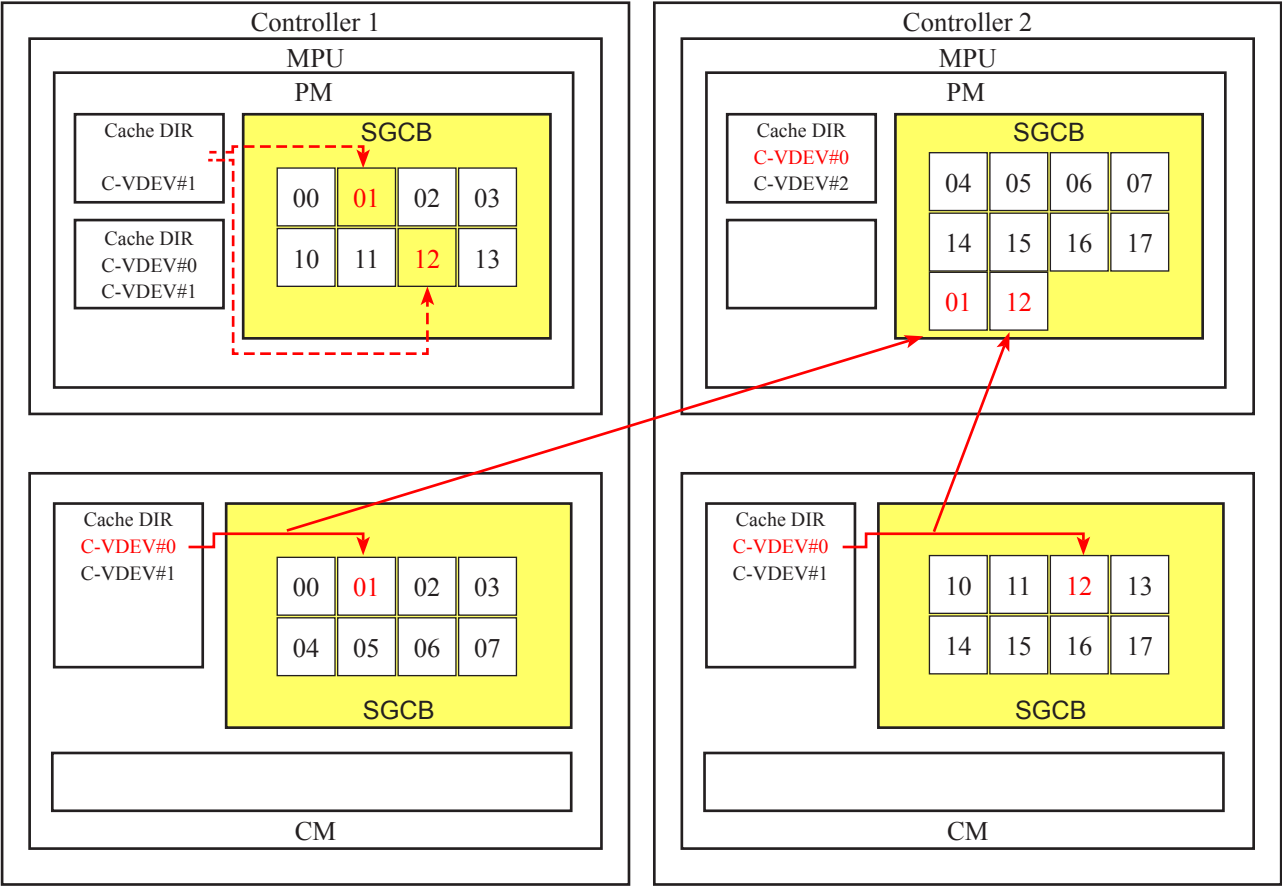 Controller 1
MPU
PM
Cache DIR
C-VDEV#1
Cache DIR
C-VDEV#0
C-VDEV#1
SGCB
00 01 02 03
10 11 12 13
Cache DIR
C-VDEV#0
C-VDEV#1
00 01 02 03
04 05 06 07
SGCB
CM
Controller 2
MPU
PM
Cache DIR
C-VDEV#0
C-VDEV#2
SGCB
04 05 06 07
14 15 16 17
01 12
Cache DIR
C-VDEV#0
C-VDEV#1
10 11 12 13
14 15 16 17
SGCB
CM